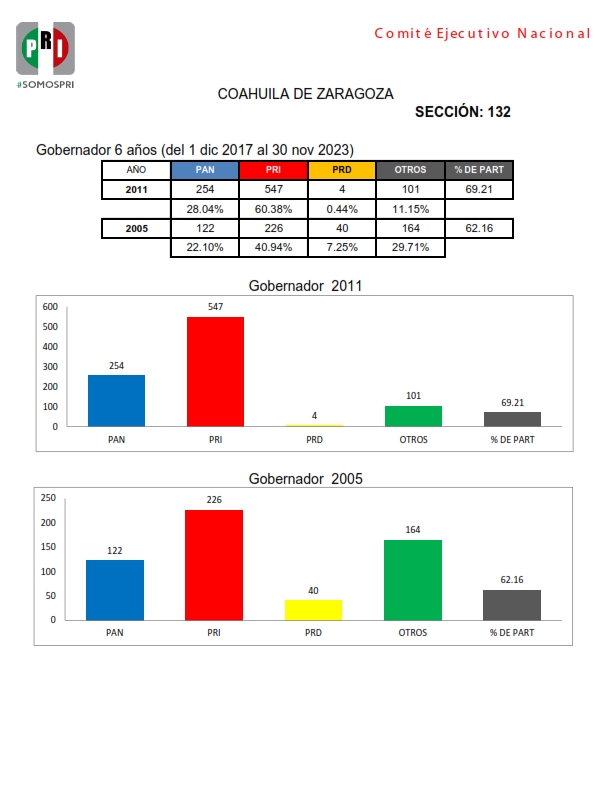 Comité Ejecutivo Nacional
PRI
#SOMOSPRI
COAHUILA DE ZARAGOZA
SECCIÓN: 132
Gobernador 6 años (del 1 dic 2017 al 30 nov 2023)
AÑO PAN PRI PRD OTROS % DE PART
2011 254 547 4 101 69.21
28.04% 60.38% 0.44% 11.15%
2005 122 226 40 164 62.16
22.10% 40.94% 7.25% 29.71%
Gobernador 2011
600
500
400
300
200
100
0
547
254
4
101
69.21
PAN PRI PRD OTROS % DE PART
Gobernador 2005
250
200
150
100
50
0
122
226
40
164
62.16
PAN PRI PRD OTROS % DE PART